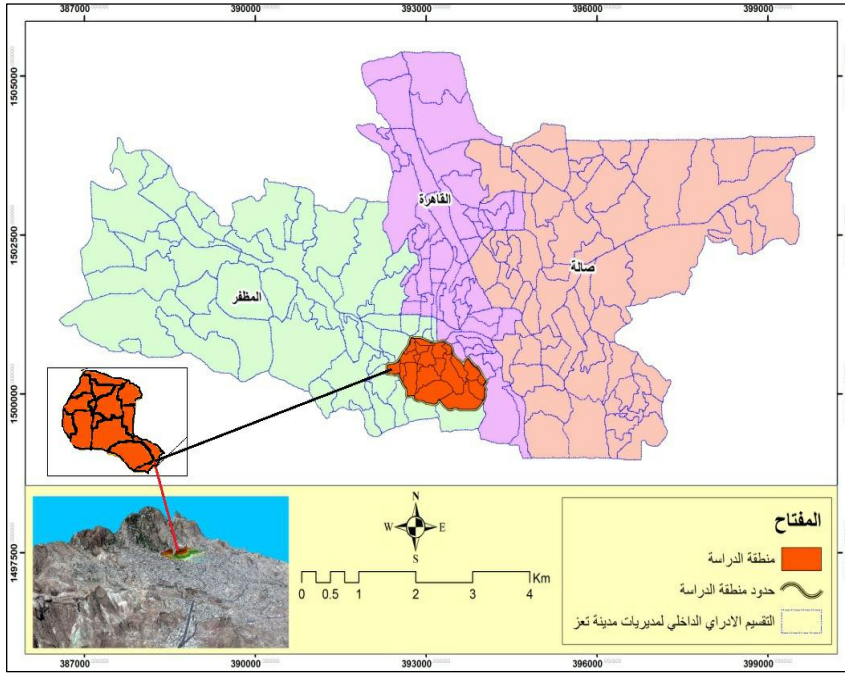 387000 390000 393000 396000 399000
1505000
1502500
1500000
1497500
القاهرة
صالة
المظفر
N
W E
S
0 0.5 1 2 3 4 Km
المفتاح
منطقة الدراسة
حدود منطقة الدراسة
التقسيم الادراي الداخلي لمديريات مدينة تعز
387000 390000 393000 396000 399000